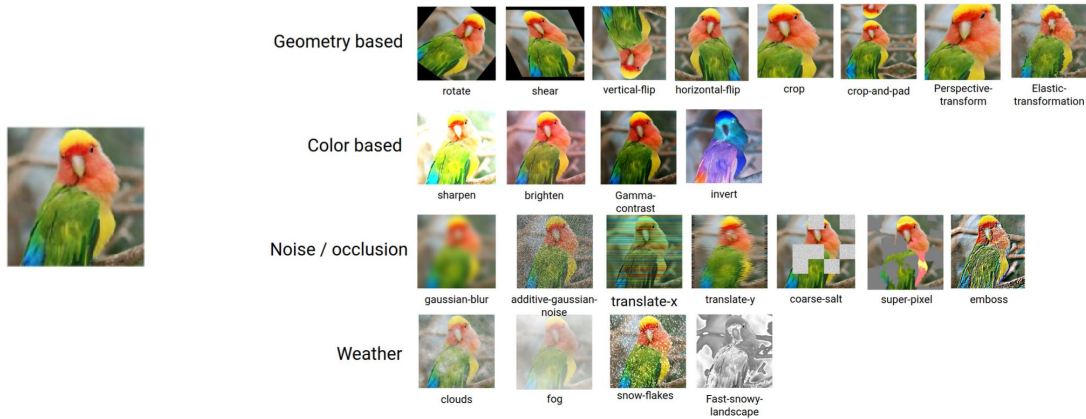 Geometry based
rotate
shear
vertical-flip
horizontal-flip
crop
crop-and-pad
Perspective-
transform
Elastic-
transformation
Color based
sharpen
brighten
Gamma-
contrast
invert
Noise / occlusion
gaussian-blur
additive-gaussian-
noise
translate-x
translate-y
coarse-salt
super-pixel
emboss
Weather
clouds
fog
snow-flakes
Fast-snowy-
landscape